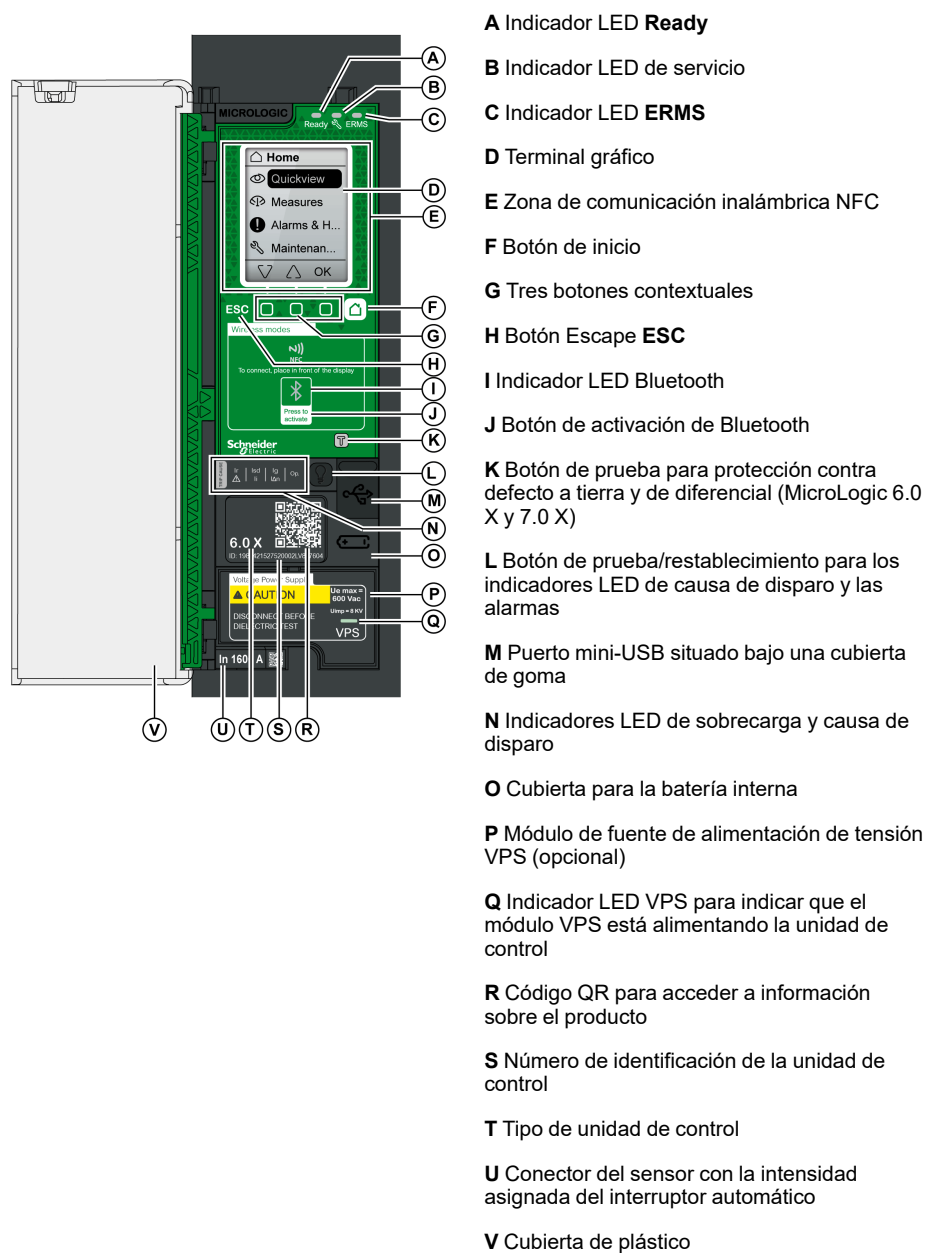 A
B
C
D
E
F
G
H
I
J
K
L
M
N
O
P
Q
R
S
T
U
V
MICROLOGIC
Ready ERMS
Home
Quickview
Measures
Alarms & H...
Maintenan...
OK
ESC
Wireless modes
NFC
To connect, place in front of the display
Press to
activate
Schneider
Electric
T
Ir Isd Ig Op
Ii IΔn
6.0 X
Voltage Power Supply
CAUTION
DISCONNECT BEFORE
DIELECTRIC TEST
Ue max =
600 Vac
Uimp = 8 KV
VPS
In 160 A
A Indicador LED Ready
B Indicador LED de servicio
C Indicador LED ERMS
D Terminal gráfico
E Zona de comunicación inalámbrica NFC
F Botón de inicio
G Tres botones contextuales
H Botón Escape ESC
I Indicador LED Bluetooth
J Botón de activación de Bluetooth
K Botón de prueba para protección contra
defecto a tierra y de diferencial (MicroLogic 6.0
X y 7.0 X)
L Botón de prueba/restablecimiento para los
indicadores LED de causa de disparo y las
alarmas
M Puerto mini-USB situado bajo una cubierta
de goma
N Indicadores LED de sobrecarga y causa de
disparo
O Cubierta para la batería interna
P Módulo de fuente de alimentación de tensión
VPS (opcional)
Q Indicador LED VPS para indicar que el
módulo VPS está alimentando la unidad de
control
R Código QR para acceder a información
sobre el producto
S Número de identificación de la unidad de
control
T Tipo de unidad de control
U Conector del sensor con la intensidad
asignada del interruptor automático
V Cubierta de plástico